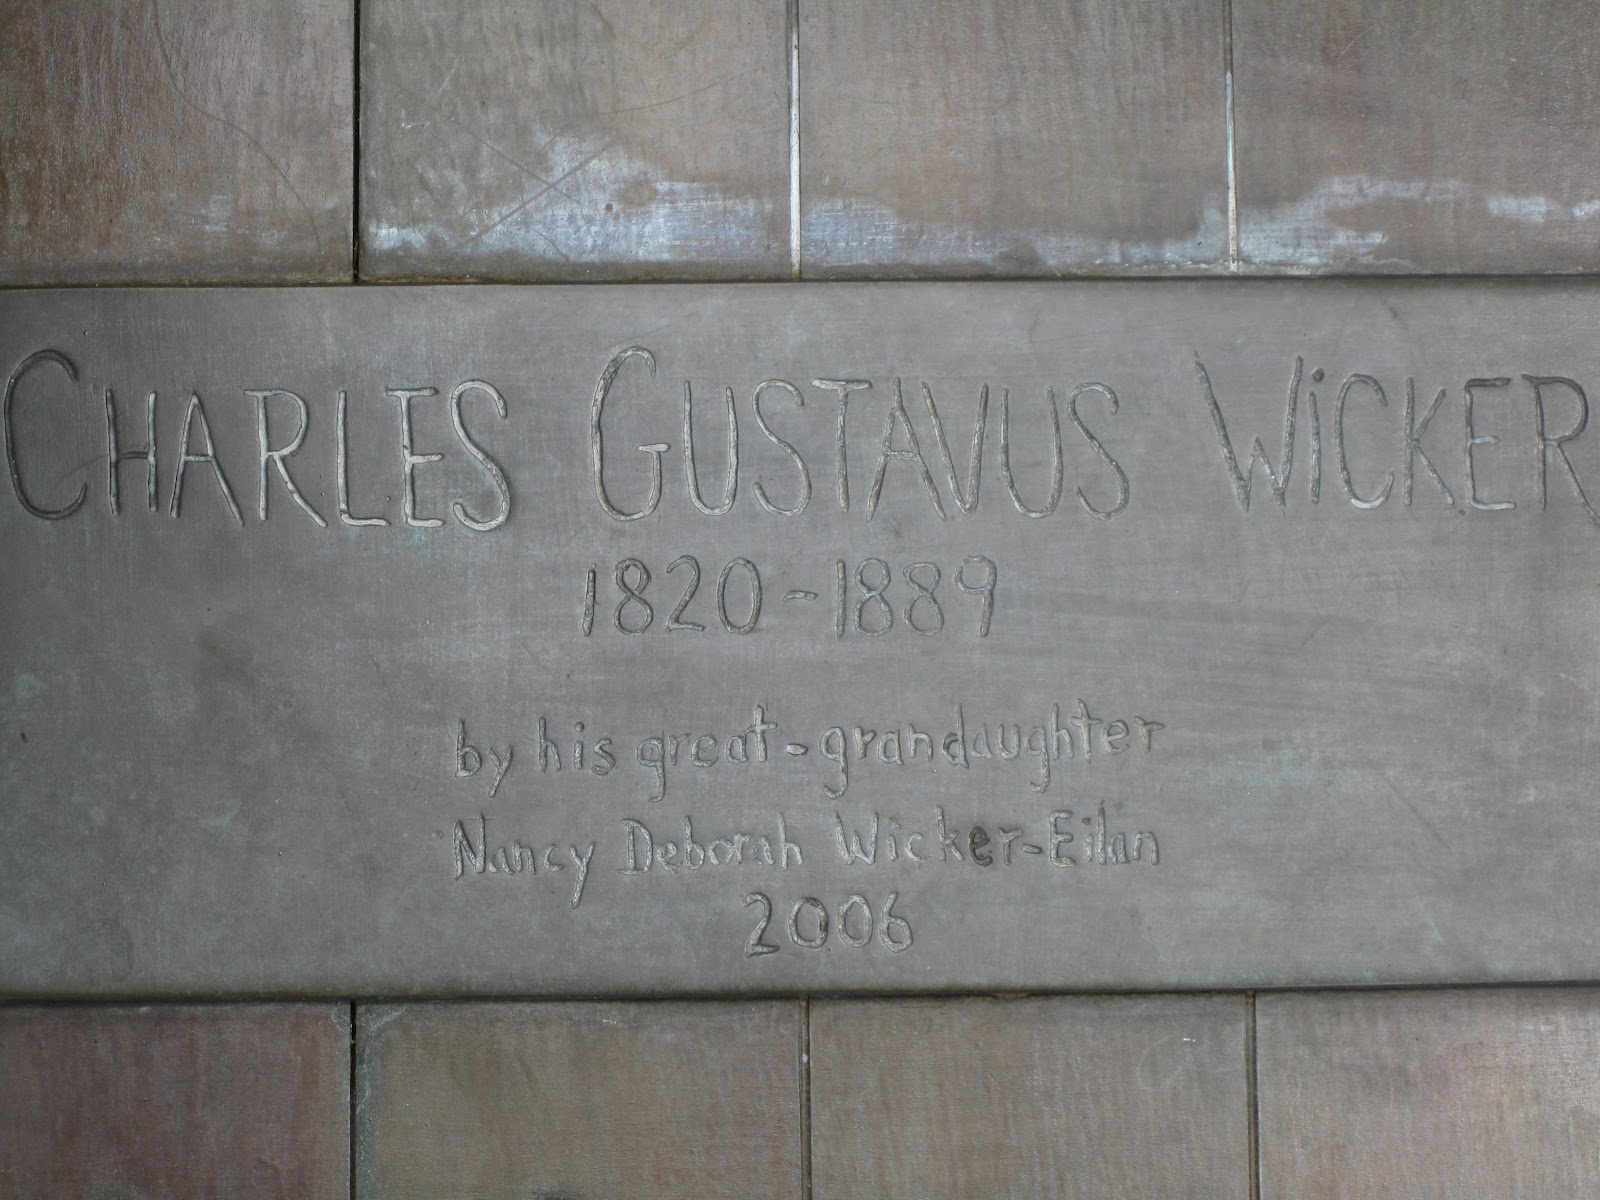 CHARLES GUSTAVUS WiCKER
1820-1889
by his great-grandaughter
Nancy Deborah Wicker-Eilan
2006